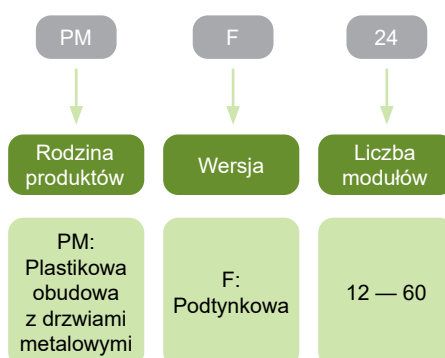 PM
F
24
Rodzina
produktów
Wersja
Liczba
modułów
PM:
Plastikowa
obudowa
z drzwiami
metalowymi
F:
Podtynkowa
12 — 60